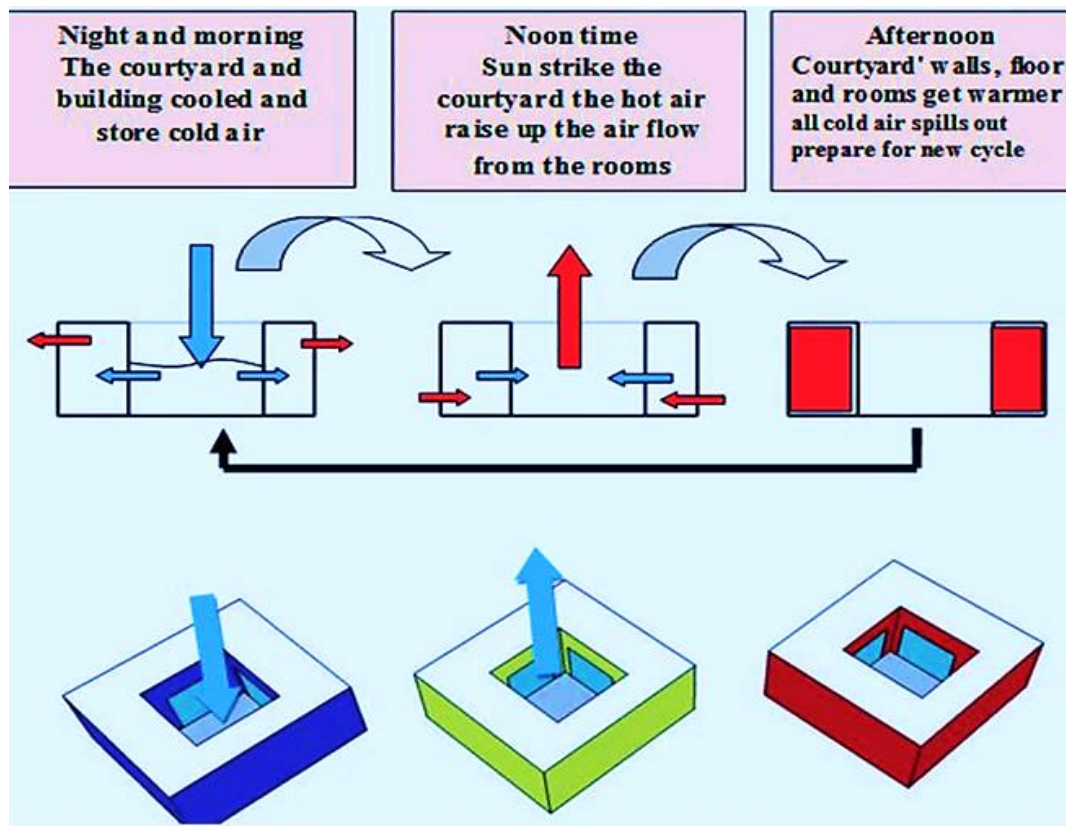 Night and morning
The courtyard and
building cooled and
store cold air
Noon time
Sun strike the
courtyard the hot air
raise up the air flow
from the rooms
Afternoon
Courtyard' walls, floor
and rooms get warmer
all cold air spills out
prepare for new cycle